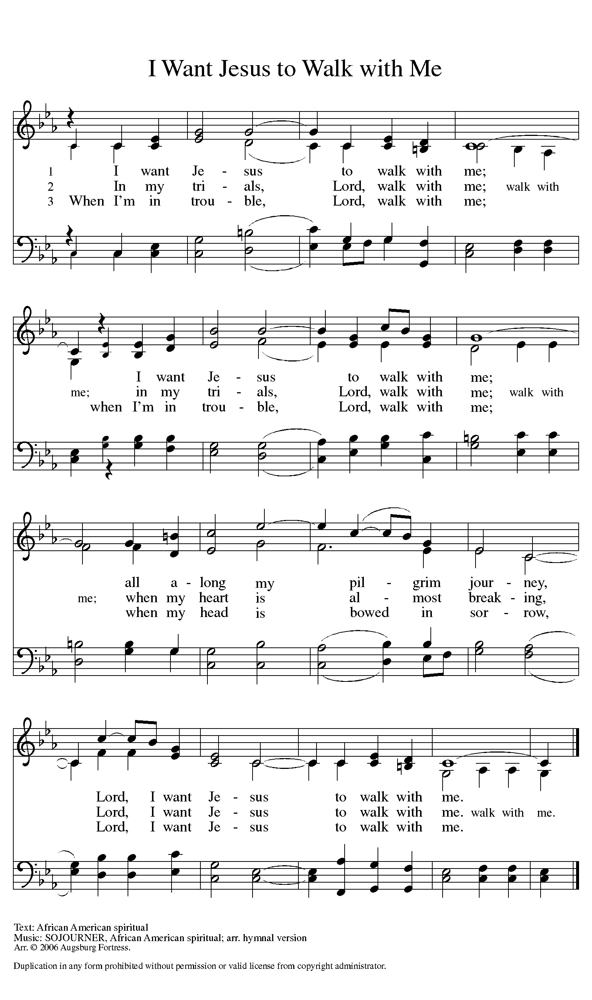 I Want Jesus to Walk with Me
1 I want Je - sus to walk with me;
2 In my tri - als, Lord, walk with me; walk with
3 When I'm in trou - ble, Lord, walk with me;
I want Je - sus to walk with me;
me; in my tri - als, Lord, walk with me; walk with
when I'm in trou - ble, Lord, walk with me;
all a - long my pil - grim jour - ney,
me; when my heart is al - most break - ing,
when my head is bowed in sor - row,
Lord, I want Je - sus to walk with me.
Lord, I want Je - sus to walk with me. walk with me.
Lord, I want Je - sus to walk with me.
Text: African American spiritual
Music: SOJOURNER, African American spiritual; arr. hymnal version
Arr. © 2006 Augsburg Fortress.
Duplication in any form prohibited without permission or valid license from copyright administrator.